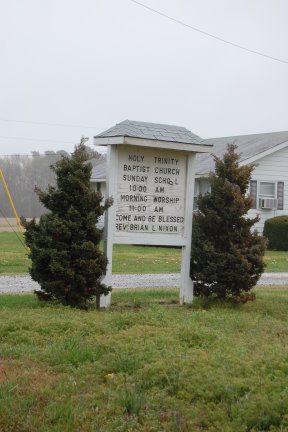 HOLY TRINITY
BAPTIST CHURCH
SUNDAY SCHOOL
10:00 AM
MORNING WORSHIP
11:00 AM
COME AND BE BLESSED
REV BRIAN L NIXON